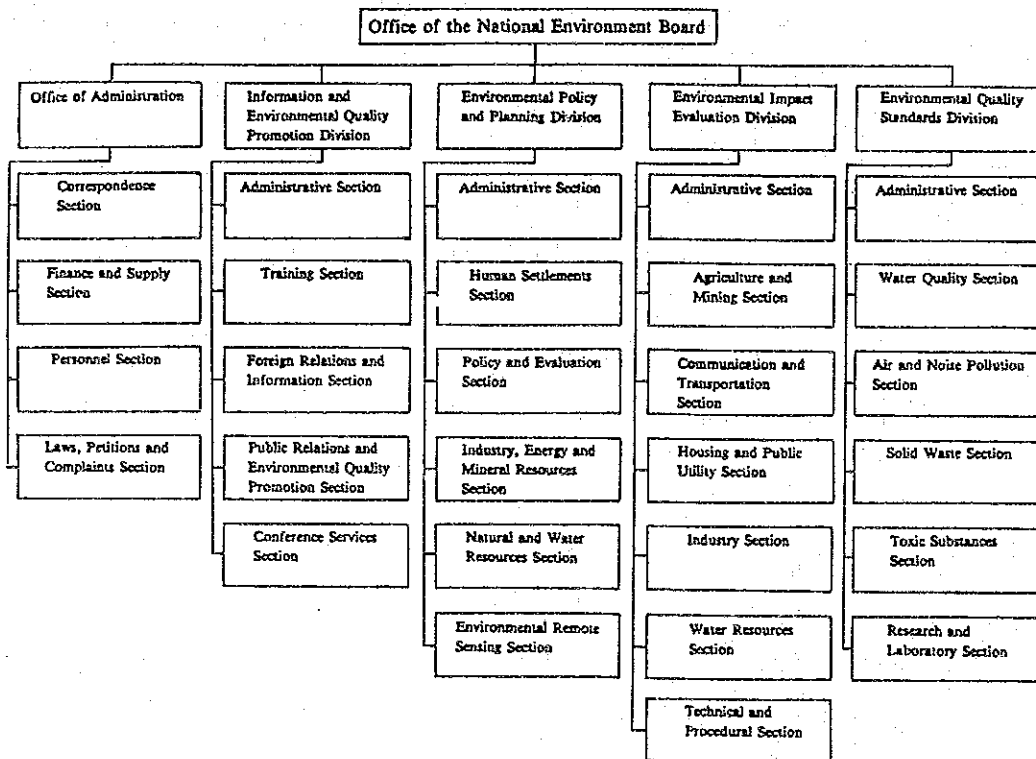 Office of the National Environment Board
Office of Administration
Correspondence
Section
Finance and Supply
Section
Personnel Section
Laws, Petitions and
Complaints Section
Information and
Environmental Quality
Promotion Division
Administrative Section
Training Section
Foreign Relations and
Information Section
Public Relations and
Environmental Quality
Promotion Section
Conference Services
Section
Environmental Policy
and Planning Division
Administrative Section
Human Settlements
Section
Policy and Evaluation
Section
Industry, Energy and
Mineral Resources
Section
Natural and Water
Resources Section
Environmental Remote
Sensing Section
Environmental Impact
Evaluation Division
Administrative Section
Agriculture and
Mining Section
Communication and
Transportation
Section
Housing and Public
Utility Section
Industry Section
Water Resources
Section
Technical and
Procedural Section
Environmental Quality
Standards Division
Administrative Section
Water Quality Section
Air and Noise Pollution
Section
Solid Waste Section
Toxic Substances
Section
Research and
Laboratory Section